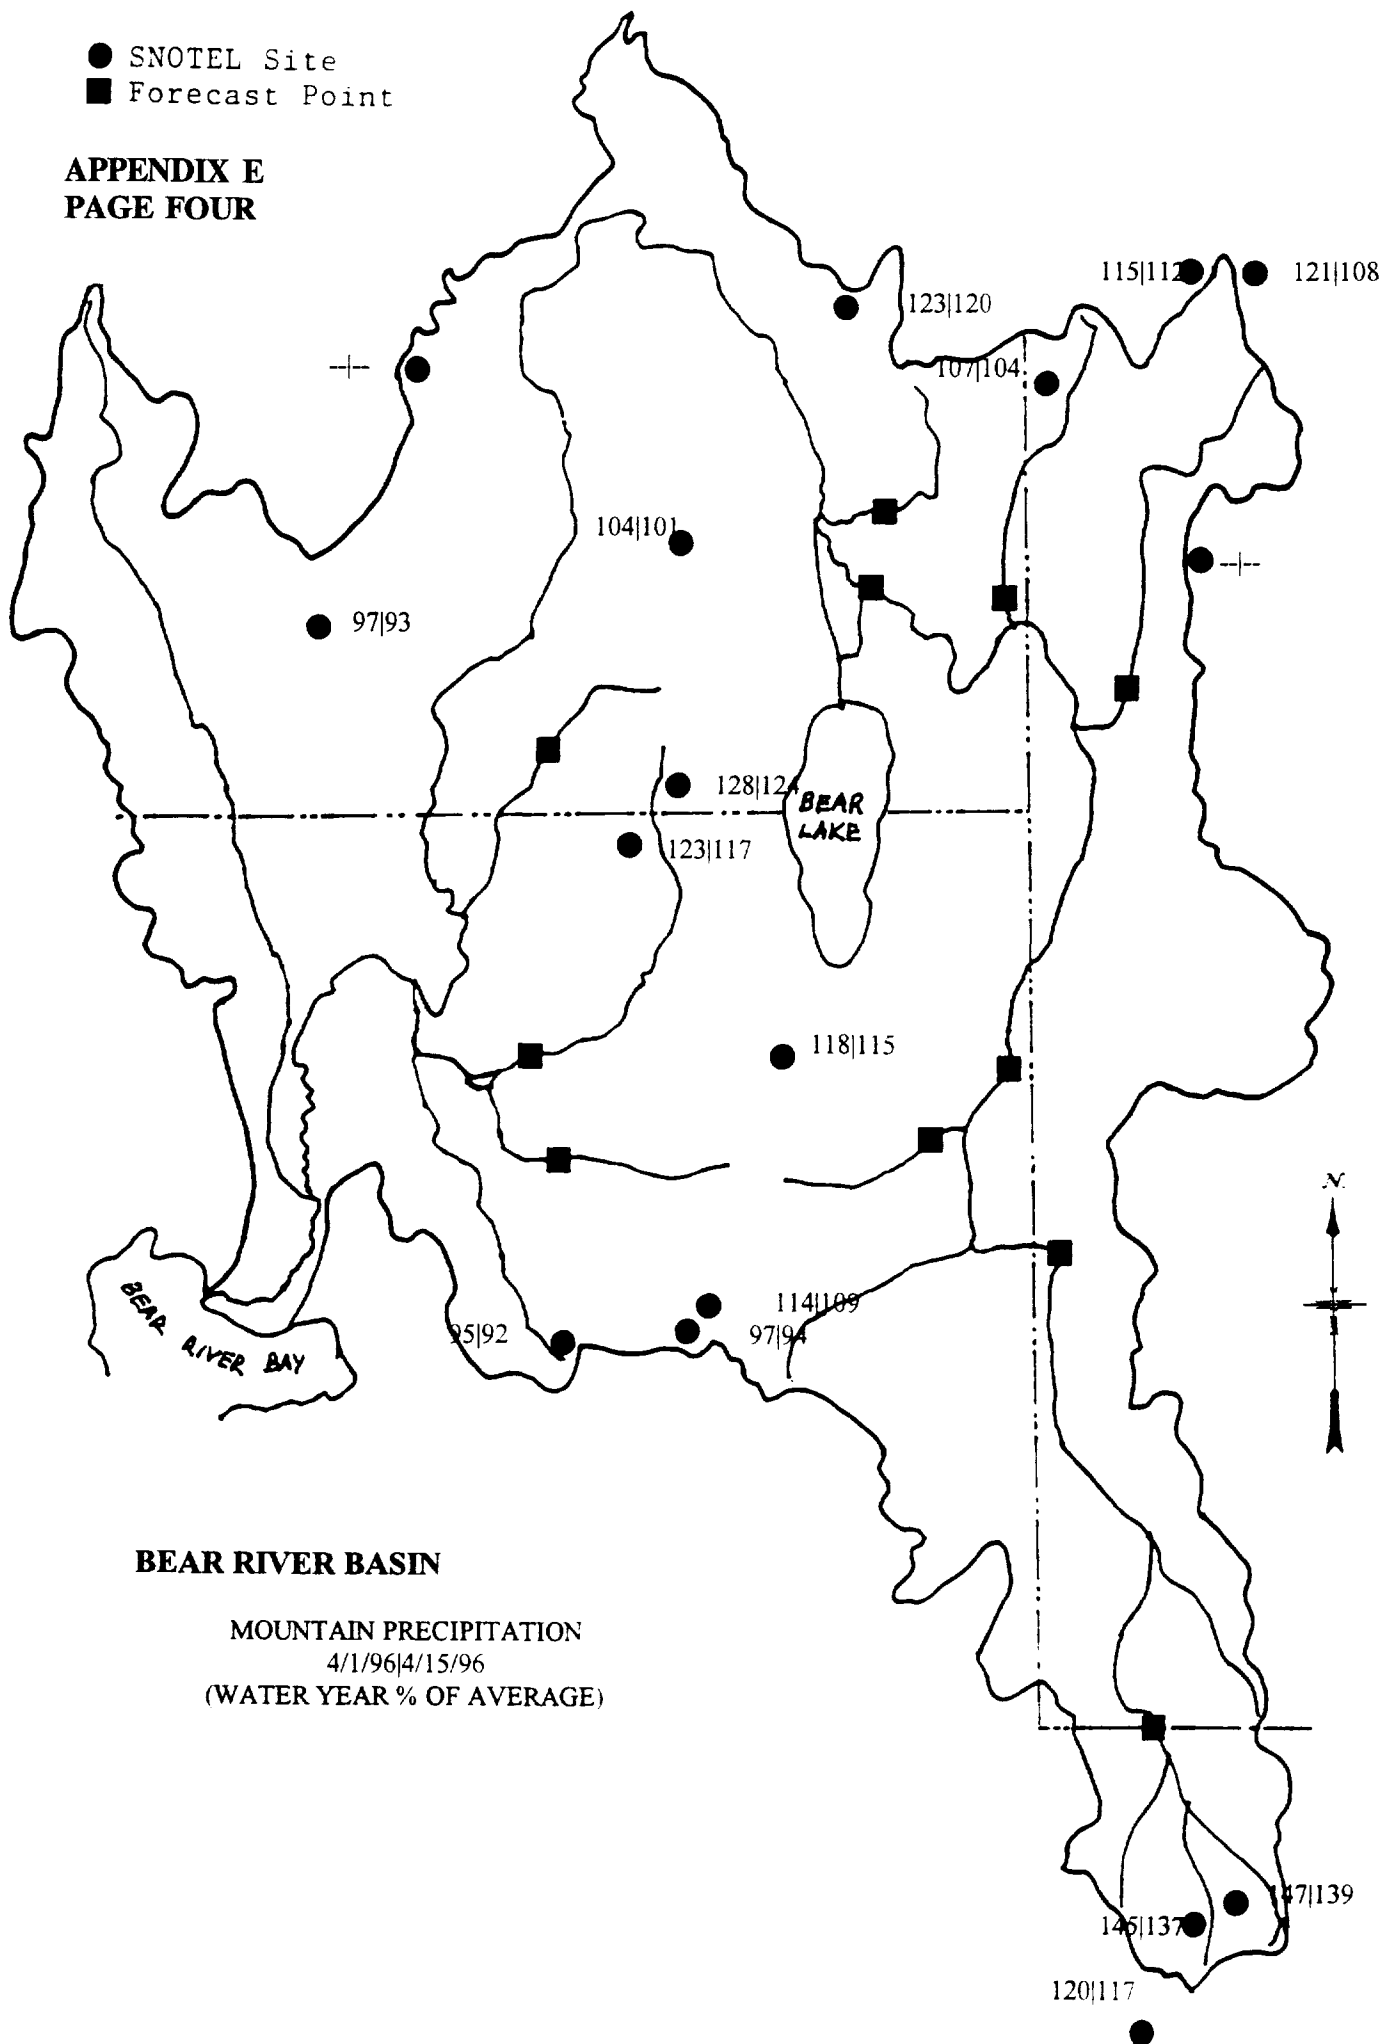 SNOTEL Site
Forecast Point
APPENDIX E
PAGE FOUR
115|112
121|108
123|120
--|--
107|104
104|101
--|--
97|93
128|124
BEAR
LAKE
123|117
118|115
N
114|109
95|92
97|94
BEAR RIVER BAY
BEAR RIVER BASIN
MOUNTAIN PRECIPITATION
4/1/96|4/15/96
(WATER YEAR % OF AVERAGE)
147|139
145|137
120|117